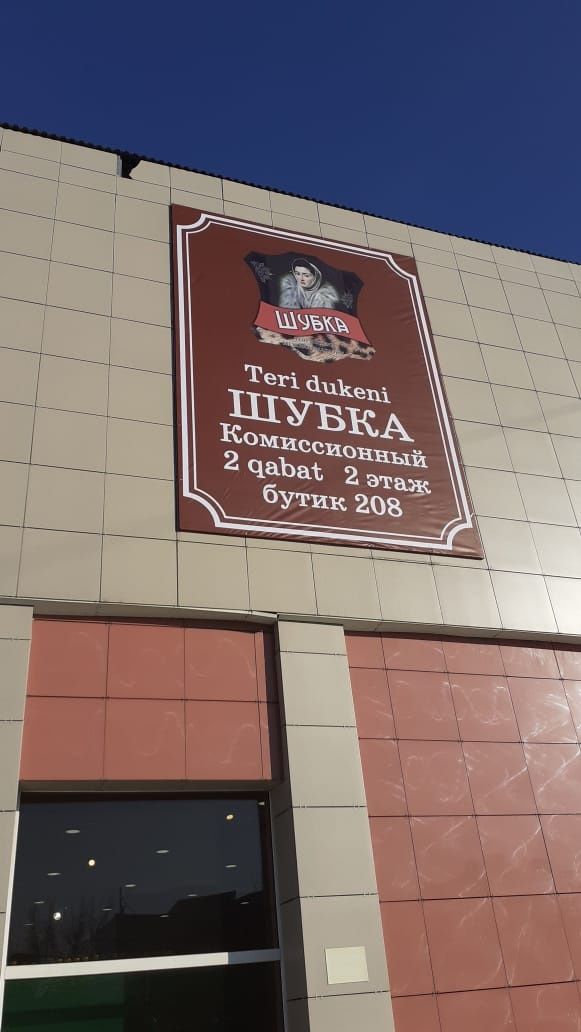 ШУБКА
Teri dukeni
ШУБКА
Комиссионный
2 qabat 2 этаж
бутик 208